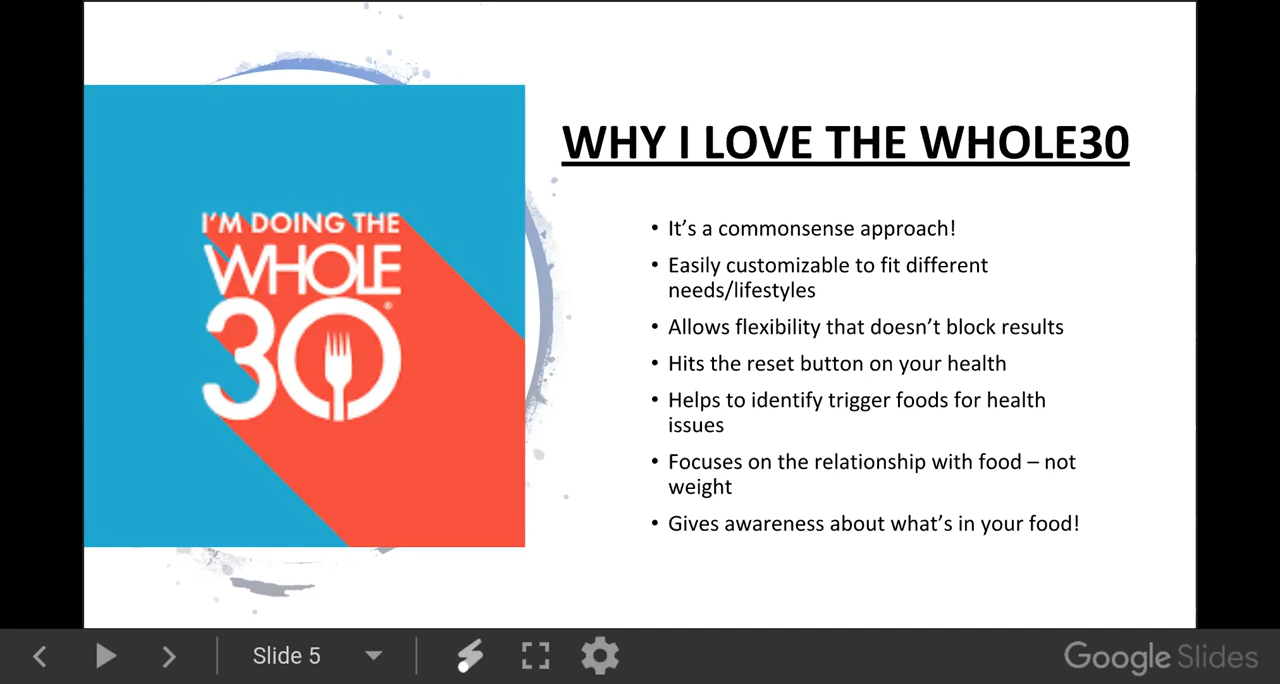 I'M DOING THE
WHOLE
30®
WHY I LOVE THE WHOLE30
• It’s a commonsense approach!
• Easily customizable to fit different
needs/lifestyles
• Allows flexibility that doesn’t block results
• Hits the reset button on your health
• Helps to identify trigger foods for health
issues
• Focuses on the relationship with food – not
weight
• Gives awareness about what’s in your food!
Slide 5
Google Slides